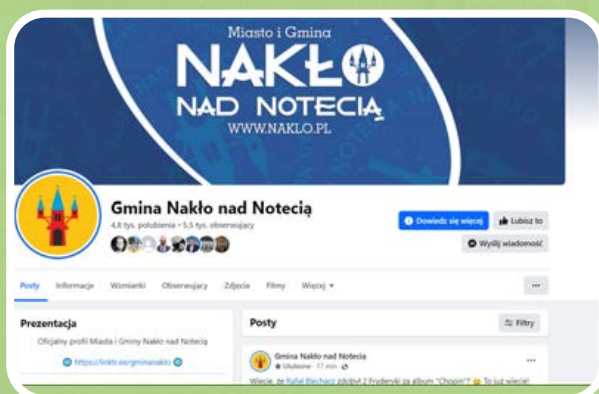 Miasto i Gmina
NAKŁO
NAD NOTECIĄ
WWW.NAKLO.PL
Gmina Nakło nad Notecią
4,8 tys. polubienia • 5,5 tys. obserwujący
Dowiedz się więcej
Lubisz to
Wyślij wiadomość
Posty Informacje Wzmianki Obserwujący Zdjęcia Filmy Więcej
Prezentacja
Oficjalny profil Miasta i Gminy Nakło nad Notecią
https://linktr.ee/gminanaklo
Posty
Filtry
Gmina Nakło nad Notecią
Ulubione · 17 min ·
Wiecie, że Rafał Blechacz zdobył 2 Fryderyki za album "Chopin"? To już wiecie!